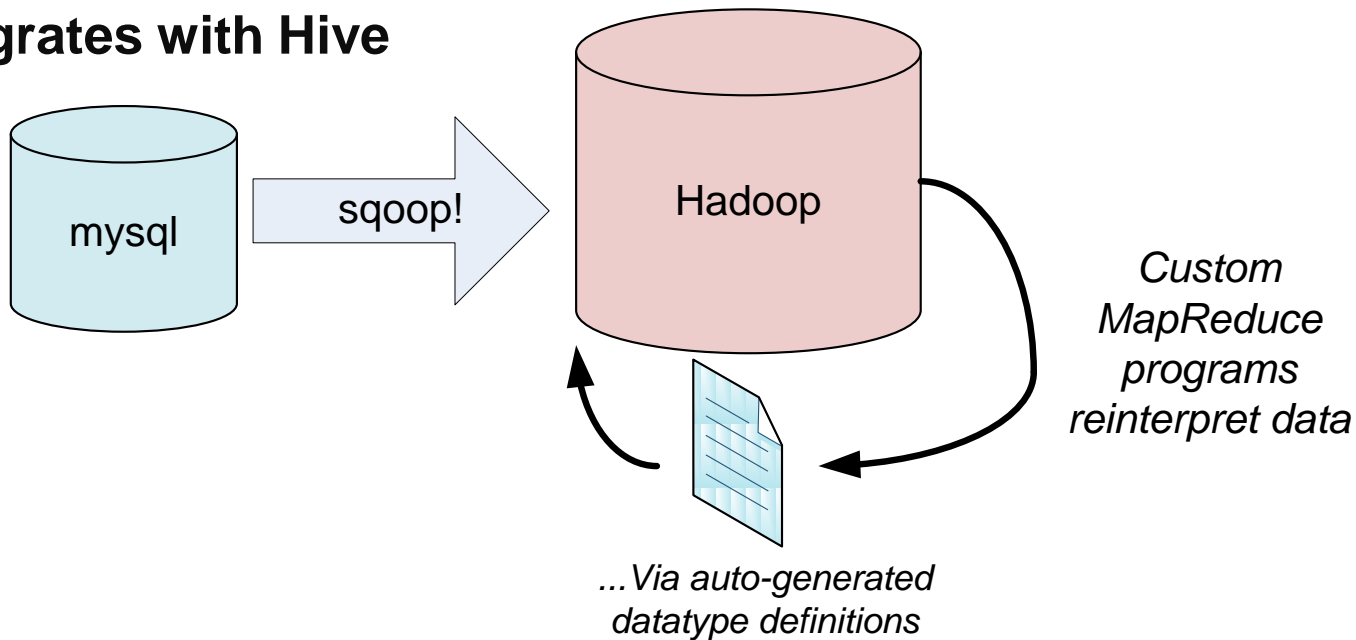 grates with Hive
mysql
sqoop!
Hadoop
Custom
MapReduce
programs
reinterpret data
...Via auto-generated
datatype definitions